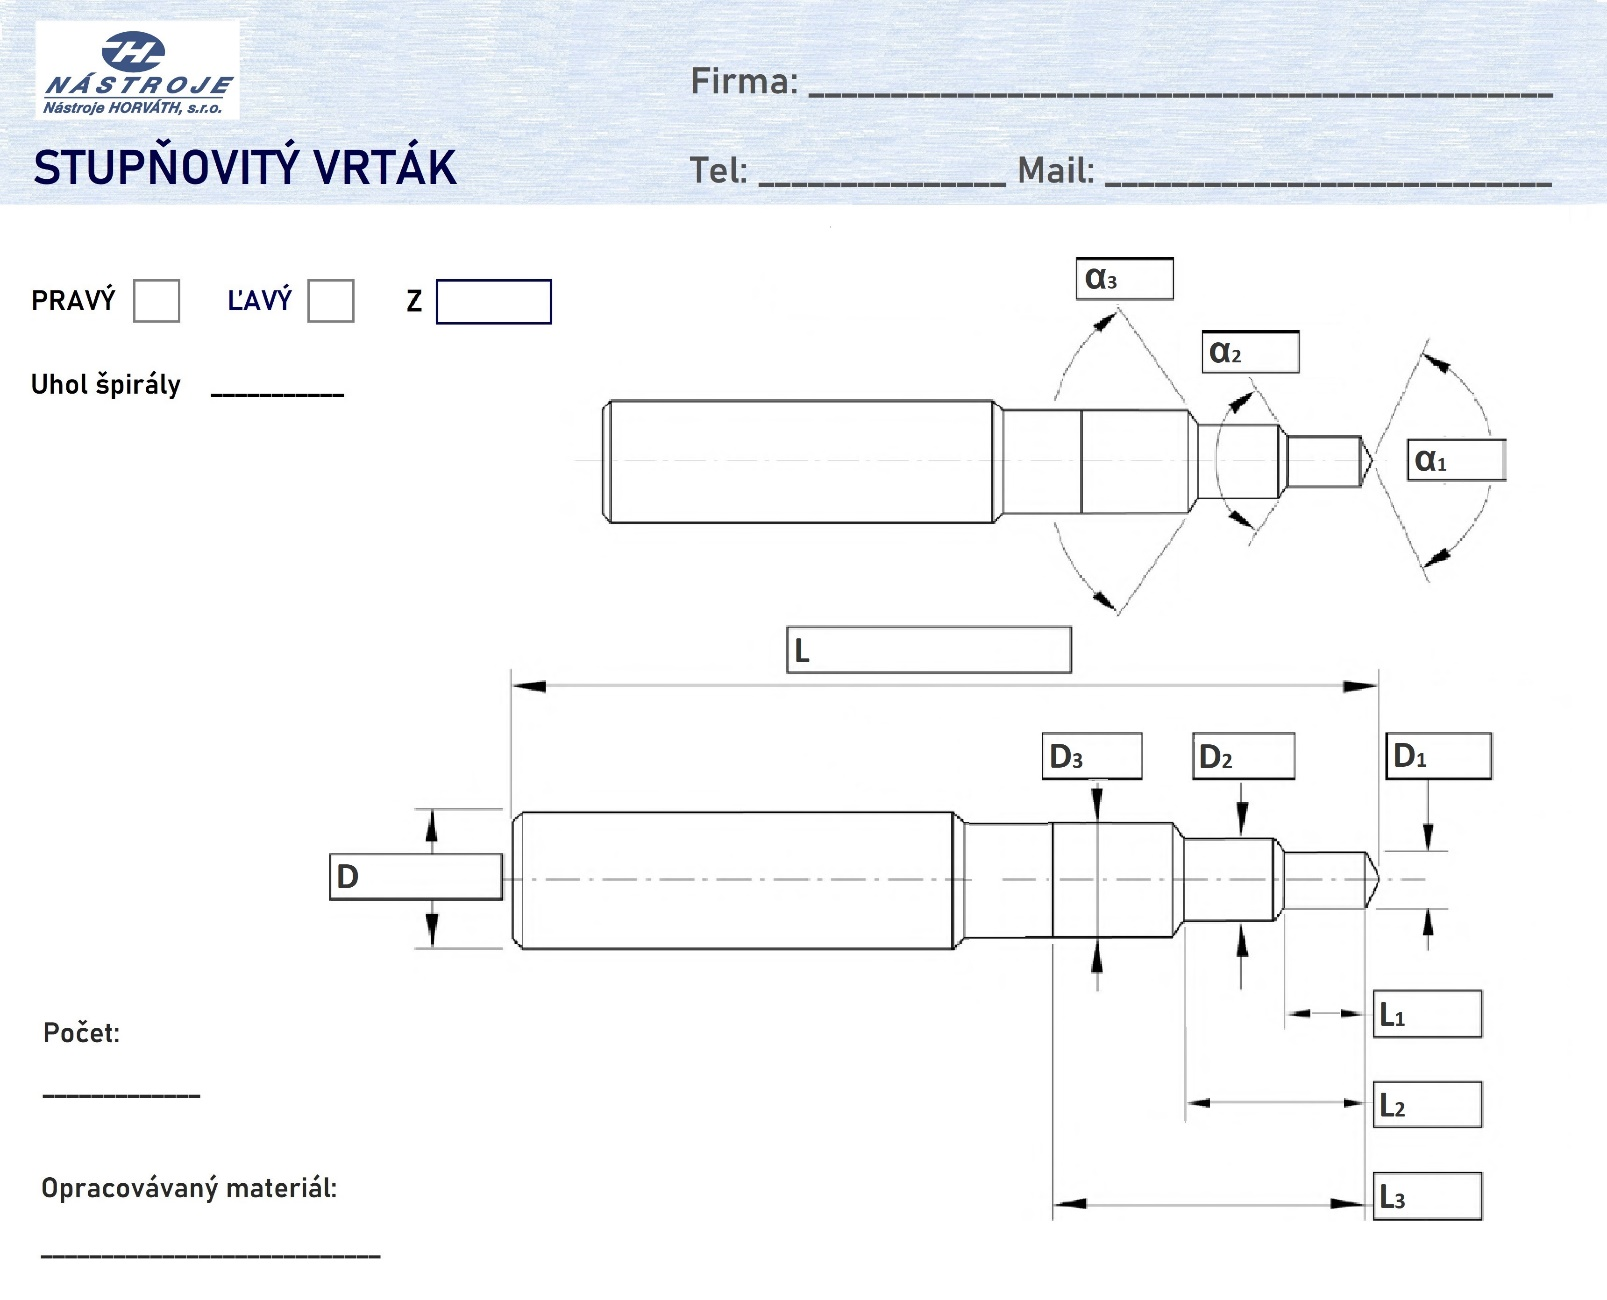 H
NÁSTROJE
Nástroje HORVÁTH, s.r.o.
Firma:
STUPŇOVITÝ VRTÁK
Tel: Mail:
PRAVÝ ĽAVÝ Z
Uhol špirály
α3
α2
α1
L
D3 D2 D1
D
L1
Počet:
L2
Opracovávaný materiál:
L3